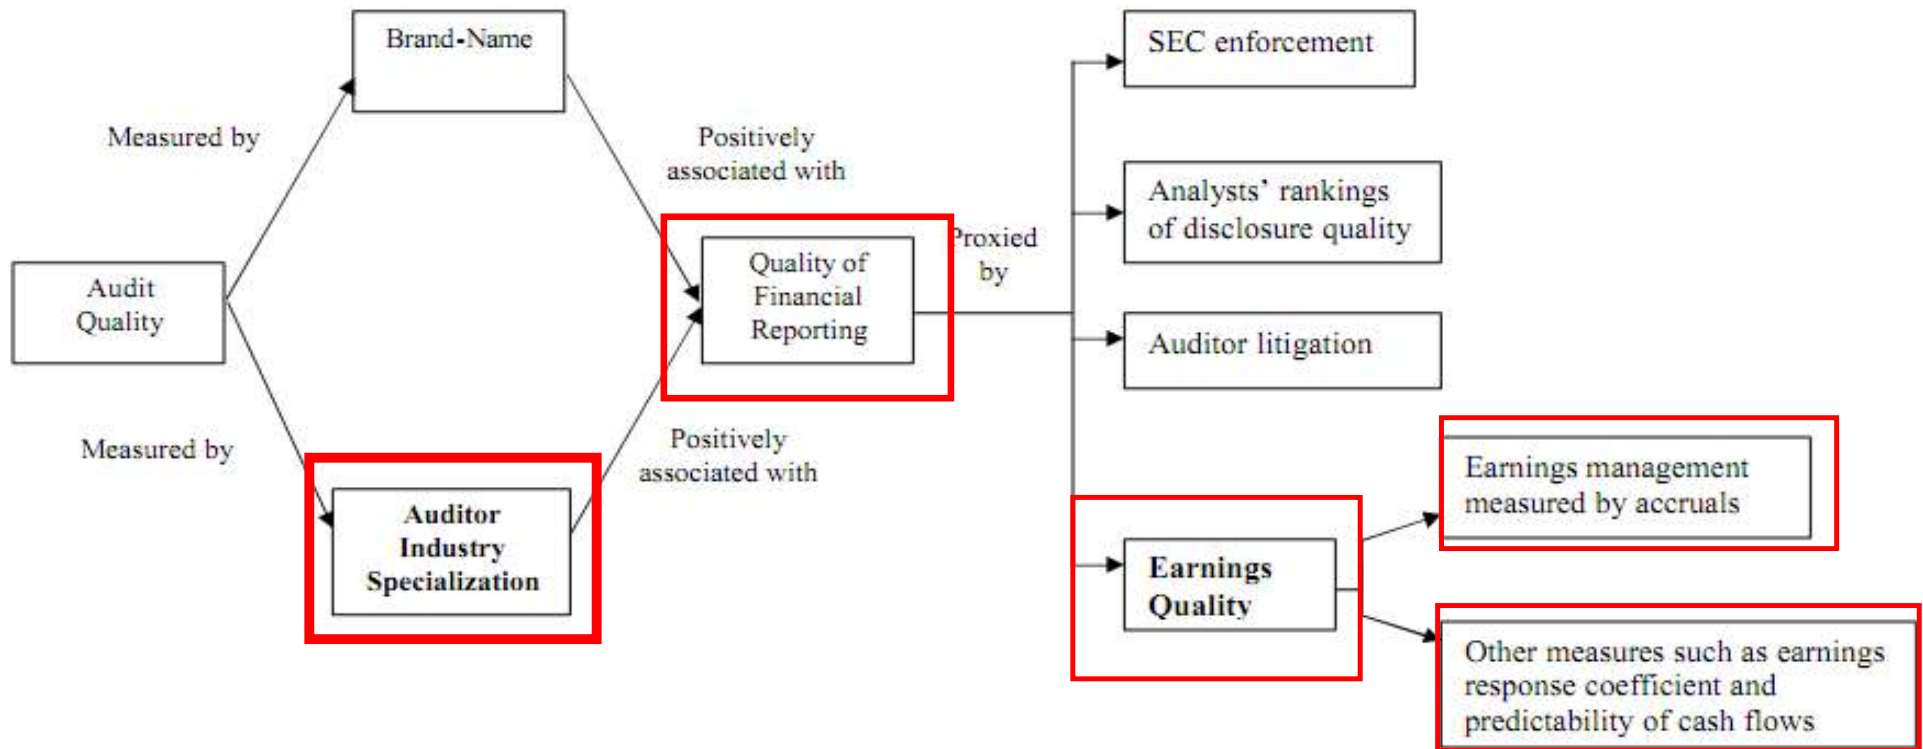 Brand-Name
SEC enforcement
Measured by
Positively
associated with
Analysts’ rankings
of disclosure quality
Audit
Quality
Quality of
Financial
Reporting
Proxied
by
Auditor litigation
Measured by
Positively
associated with
Auditor
Industry
Specialization
Earnings management
measured by accruals
Earnings
Quality
Other measures such as earnings
response coefficient and
predictability of cash flows